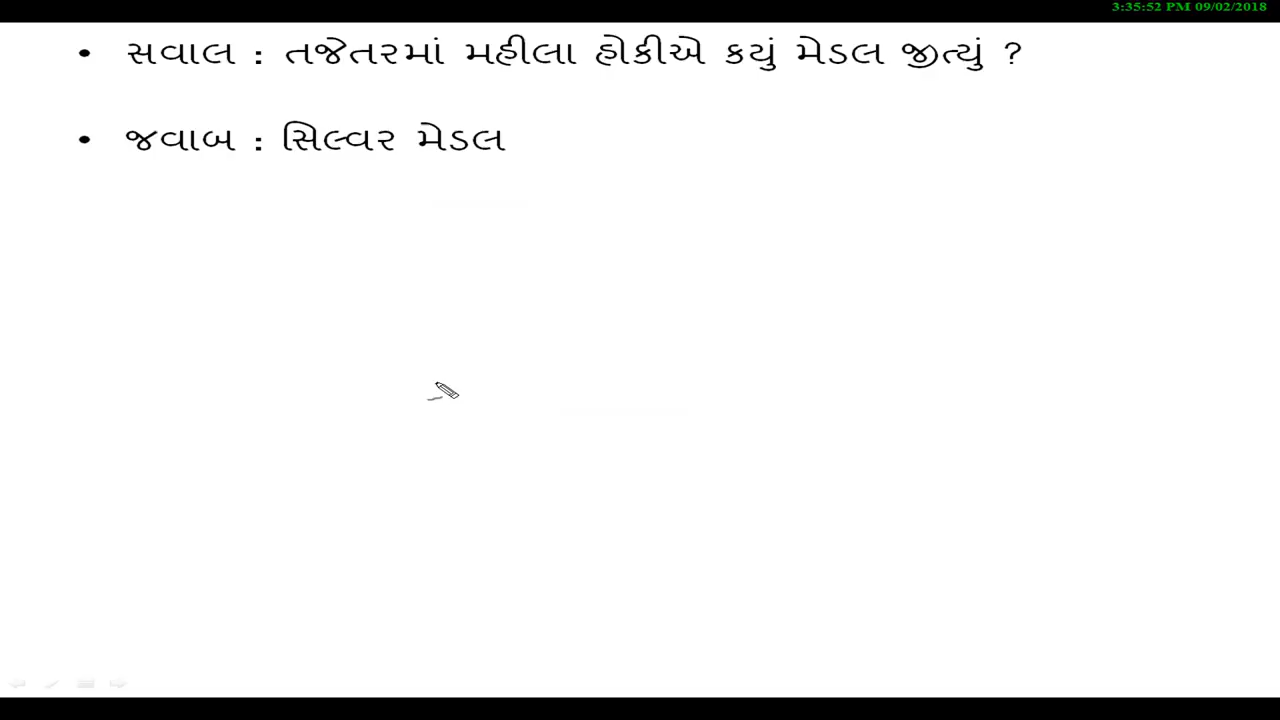 3:35:52 PM 09/02/2018
• સવાલ : તજેતરમાં મહીલા હોકીએ કયું મેડલ જીત્યું ?
• જવાબ : સિલ્વર મેડલ